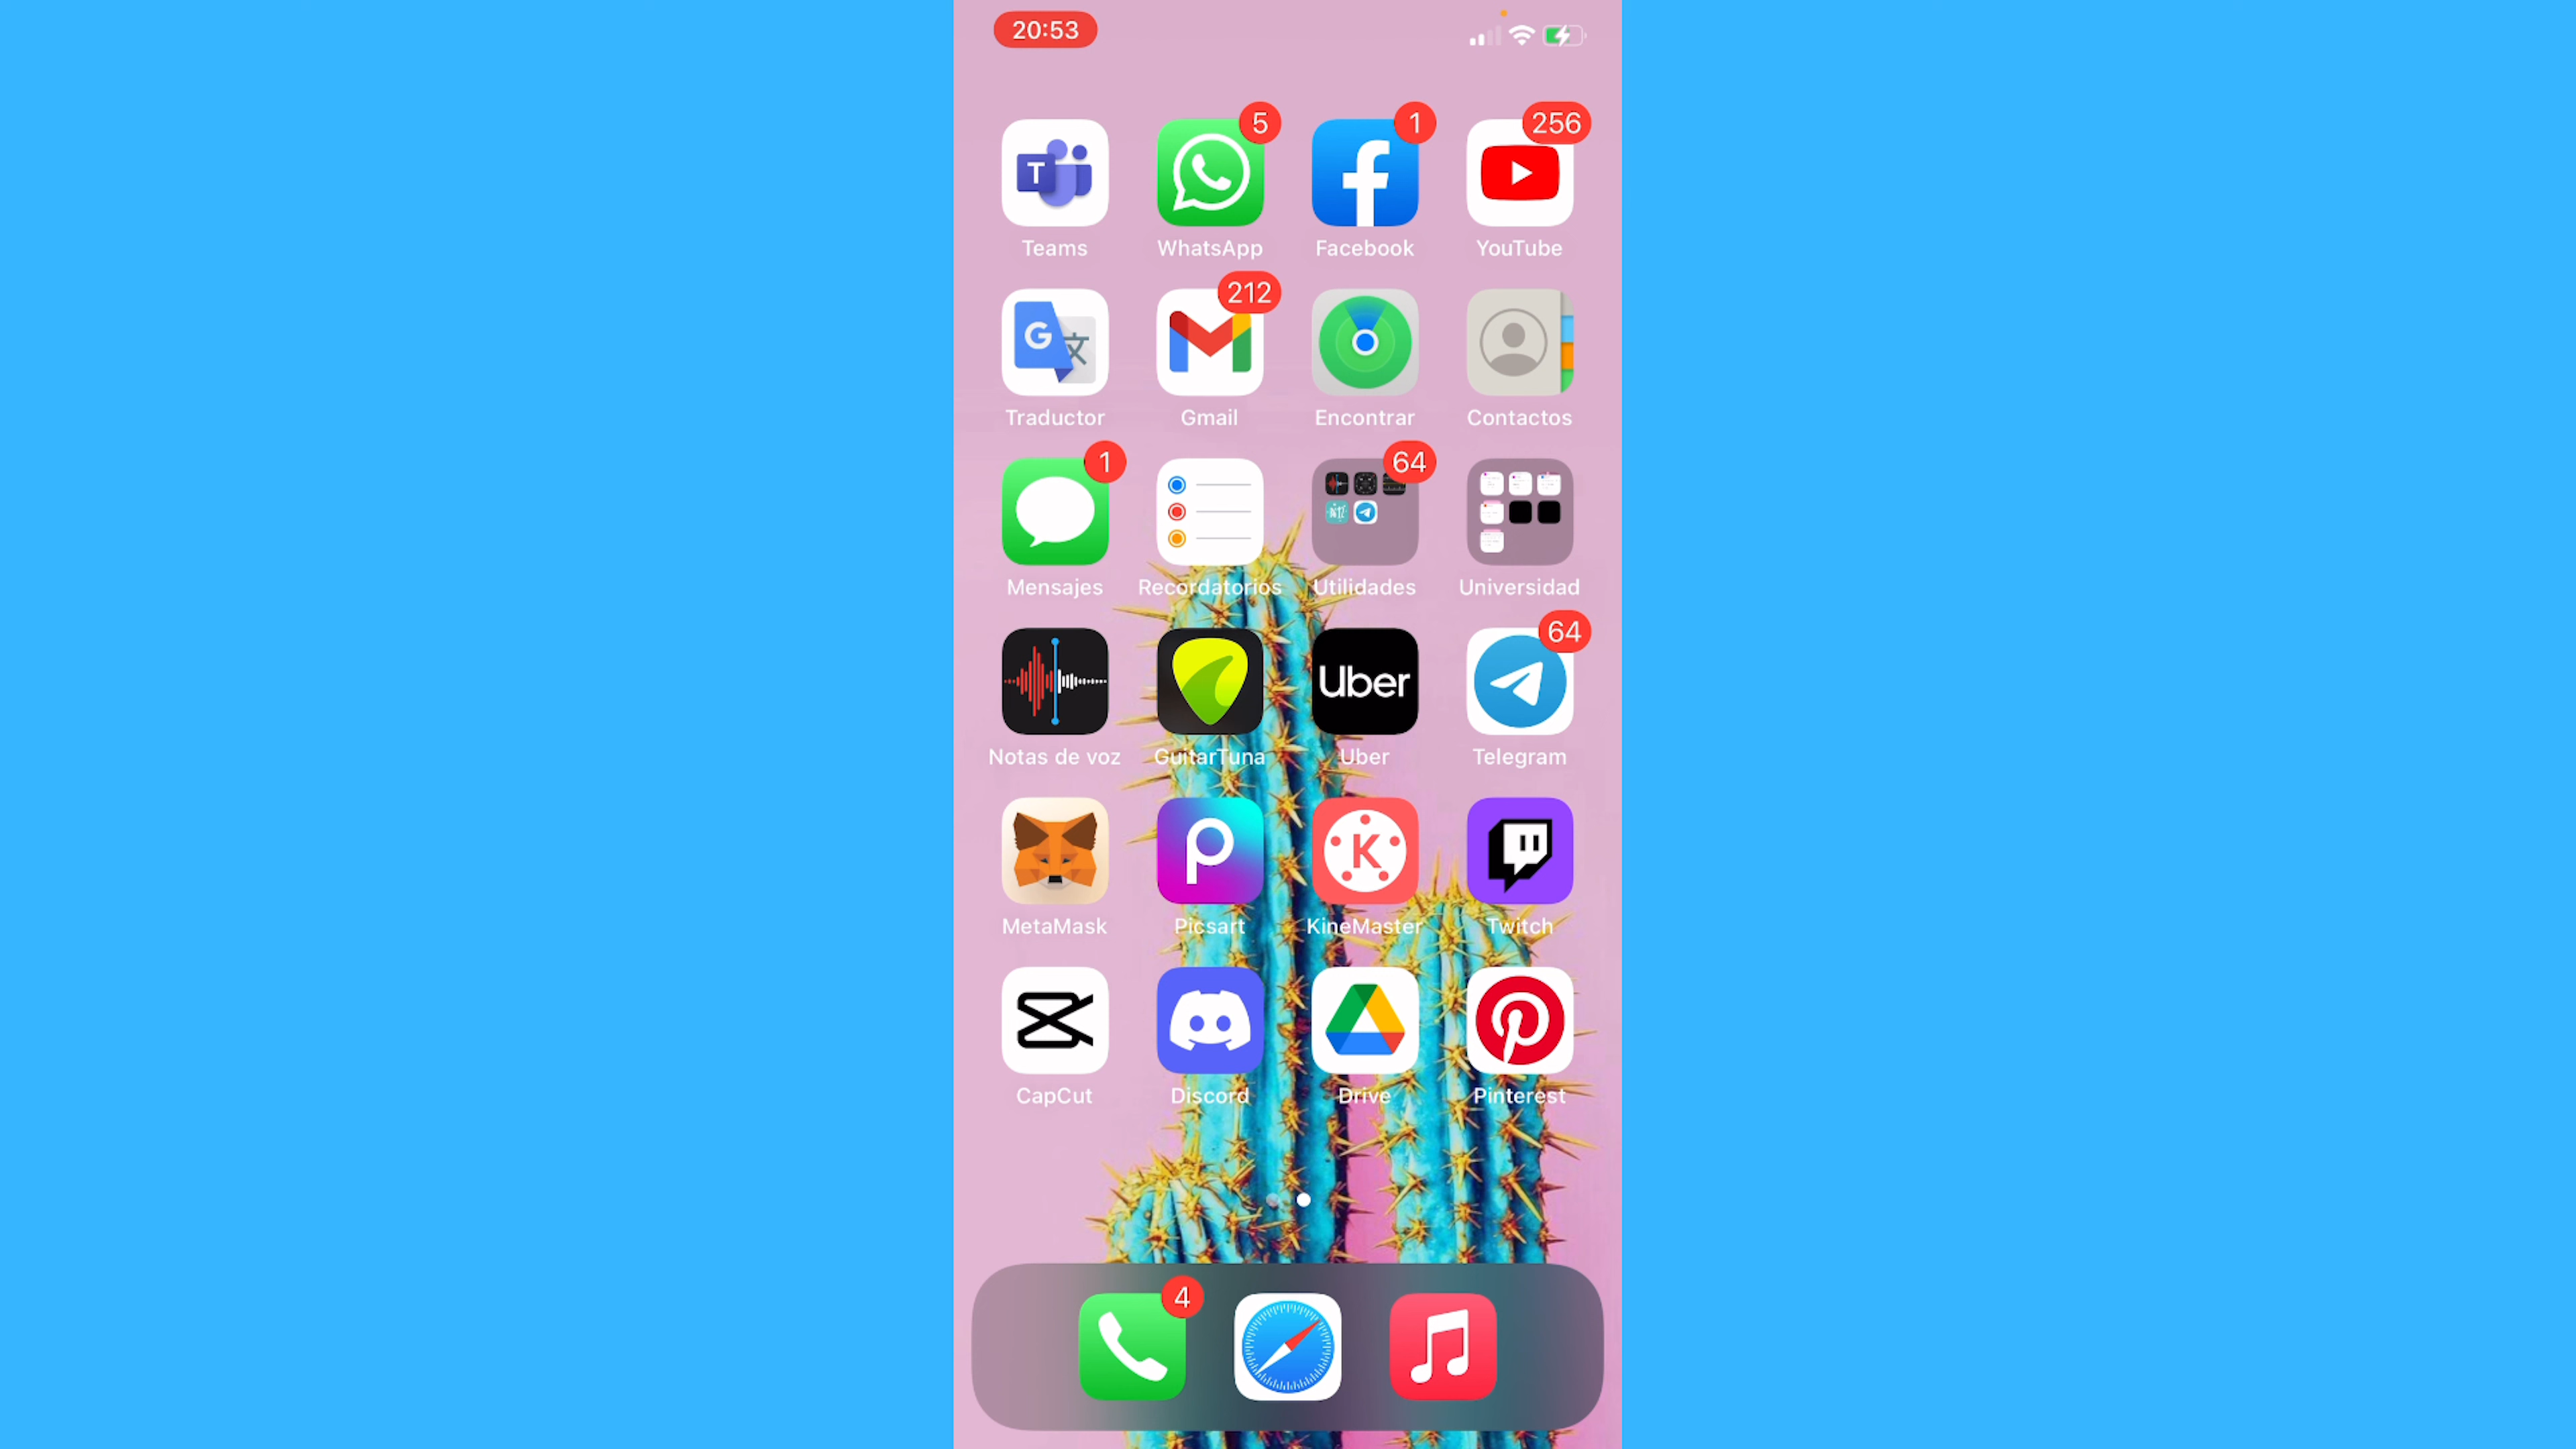 20:53
5
1
256
T
Teams
WhatsApp
Facebook
YouTube
212
G 文
Traductor
Gmail
Encontrar
Contactos
1
64
Mensajes
Recordatorios
Utilidades
Universidad
64
Uber
Notas de voz
GuitarTuna
Uber
Telegram
K
MetaMask
Picsart
KineMaster
Twitch
CapCut
Discord
Drive
Pinterest
4